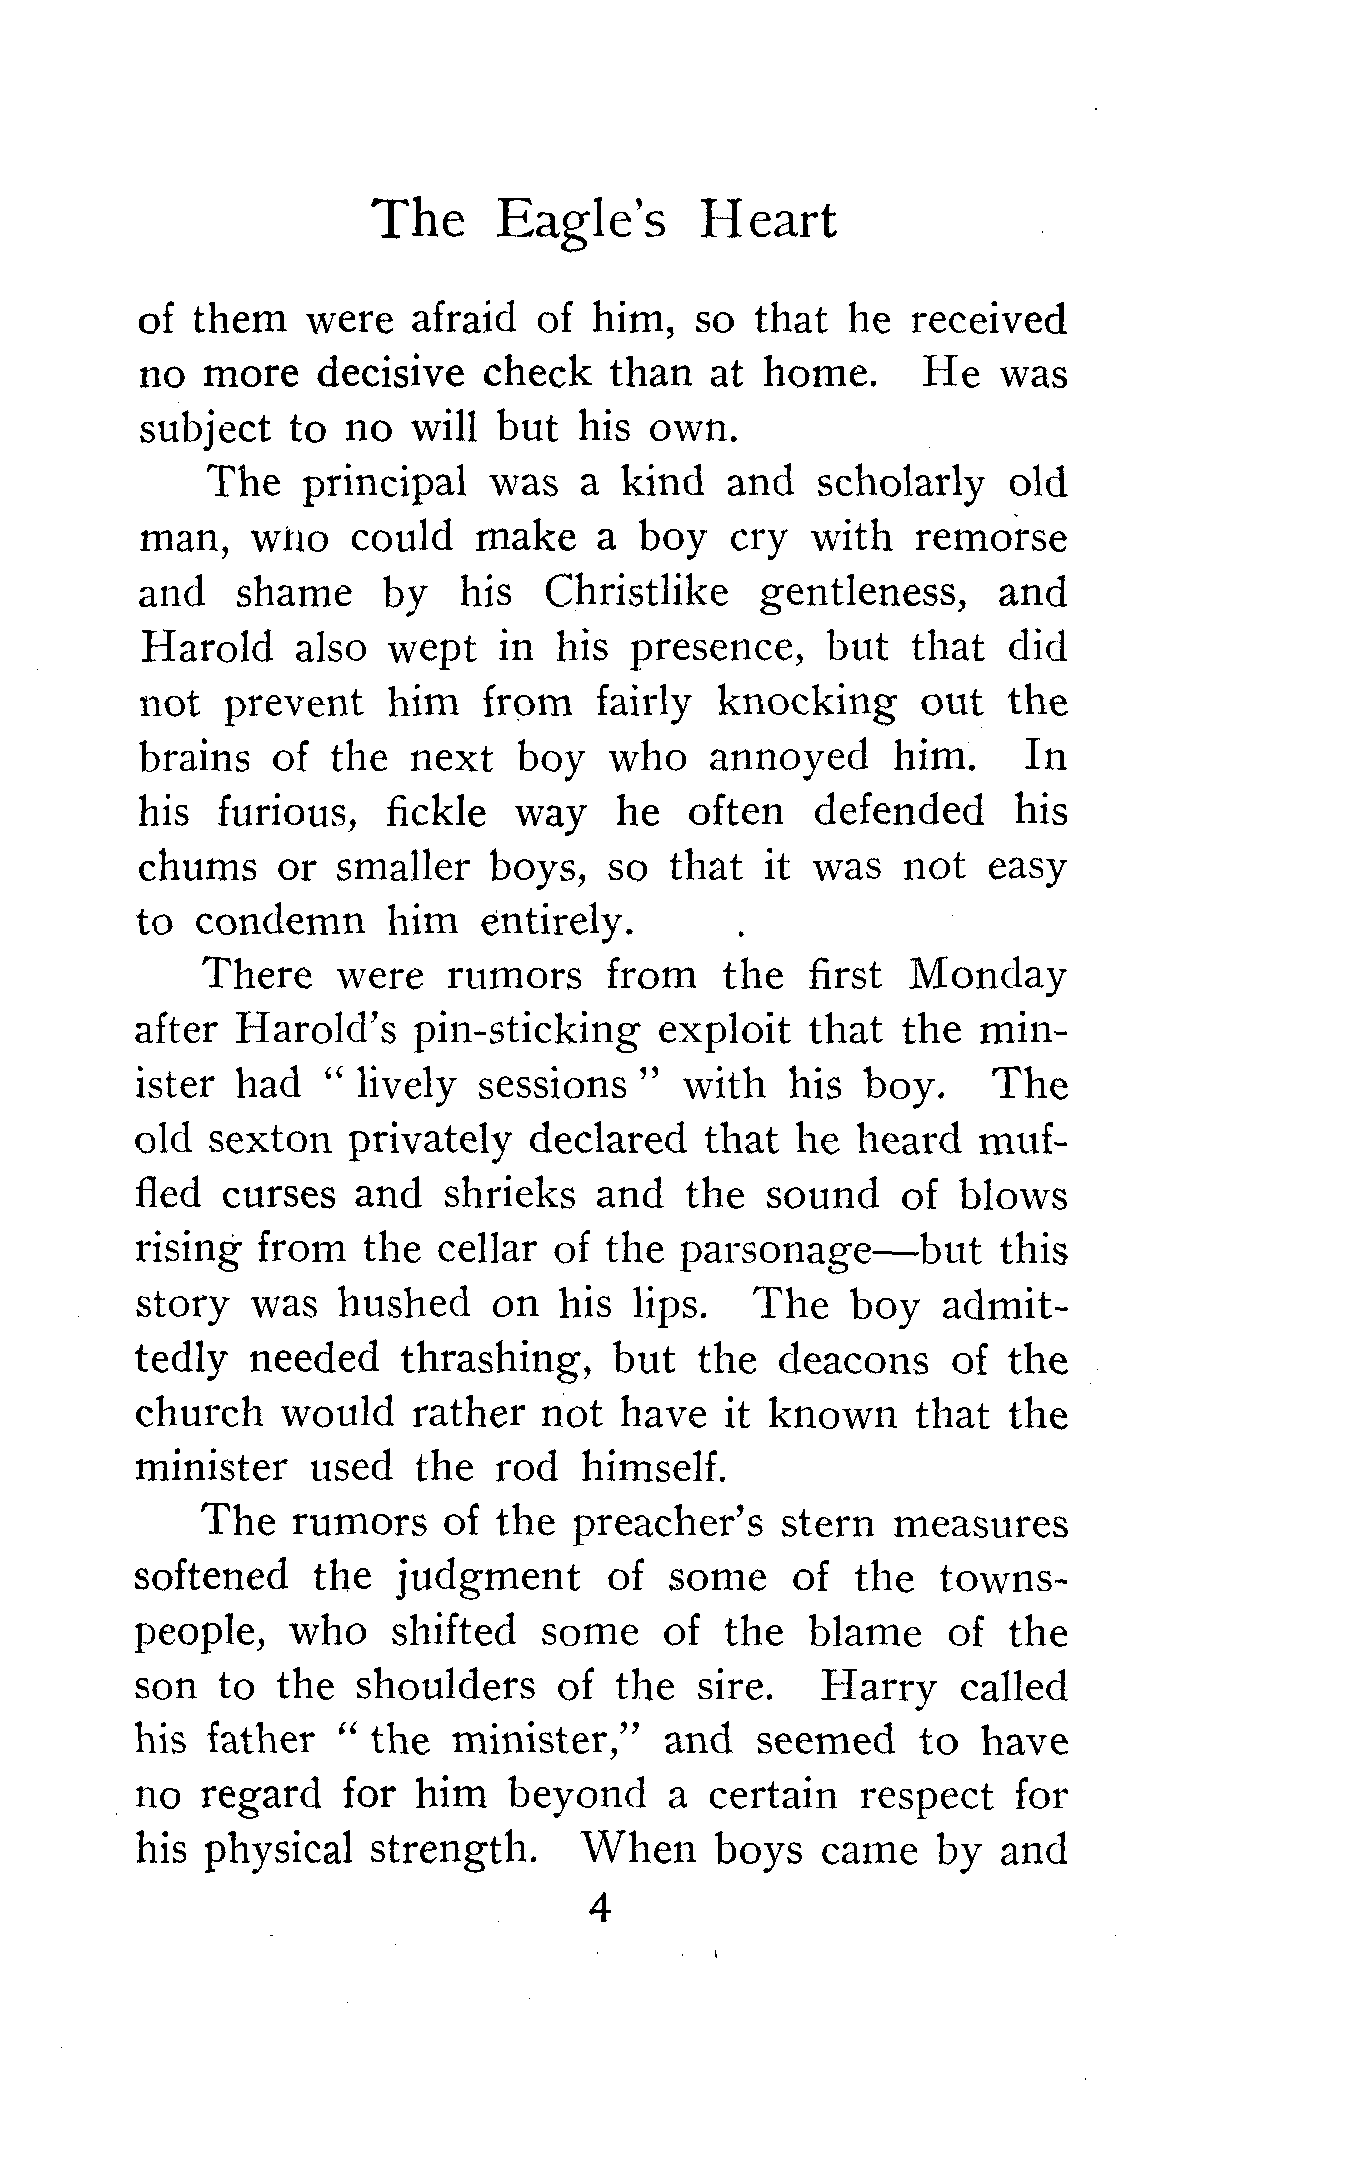 The Eagle's Heart
of them were afraid of him, so that he received
no more decisive check than at home. He was
subject to no will but his own.
The principal was a kind and scholarly old
man, who could make a boy cry with remorse
and shame by his Christlike gentleness, and
Harold also wept in his presence, but that did
not prevent him from fairly knocking out the
brains of the next boy who annoyed him. In
his furious, fickle way he often defended his
chums or smaller boys, so that it was not easy
to condemn him entirely.
There were rumors from the first Monday
after Harold's pin-sticking exploit that the min-
ister had " lively sessions " with his boy. The
old sexton privately declared that he heard muf-
fled curses and shrieks and the sound of blows
rising from the cellar of the parsonage—but this
story was hushed on his lips. The boy admit-
tedly needed thrashing, but the deacons of the
church would rather not have it known that the
minister used the rod himself.
The rumors of the preacher's stern measures
softened the judgment of some of the towns-
people, who shifted some of the blame of the
son to the shoulders of the sire. Harry called
his father " the minister," and seemed to have
no regard for him beyond a certain respect for
his physical strength. When boys came by and
4